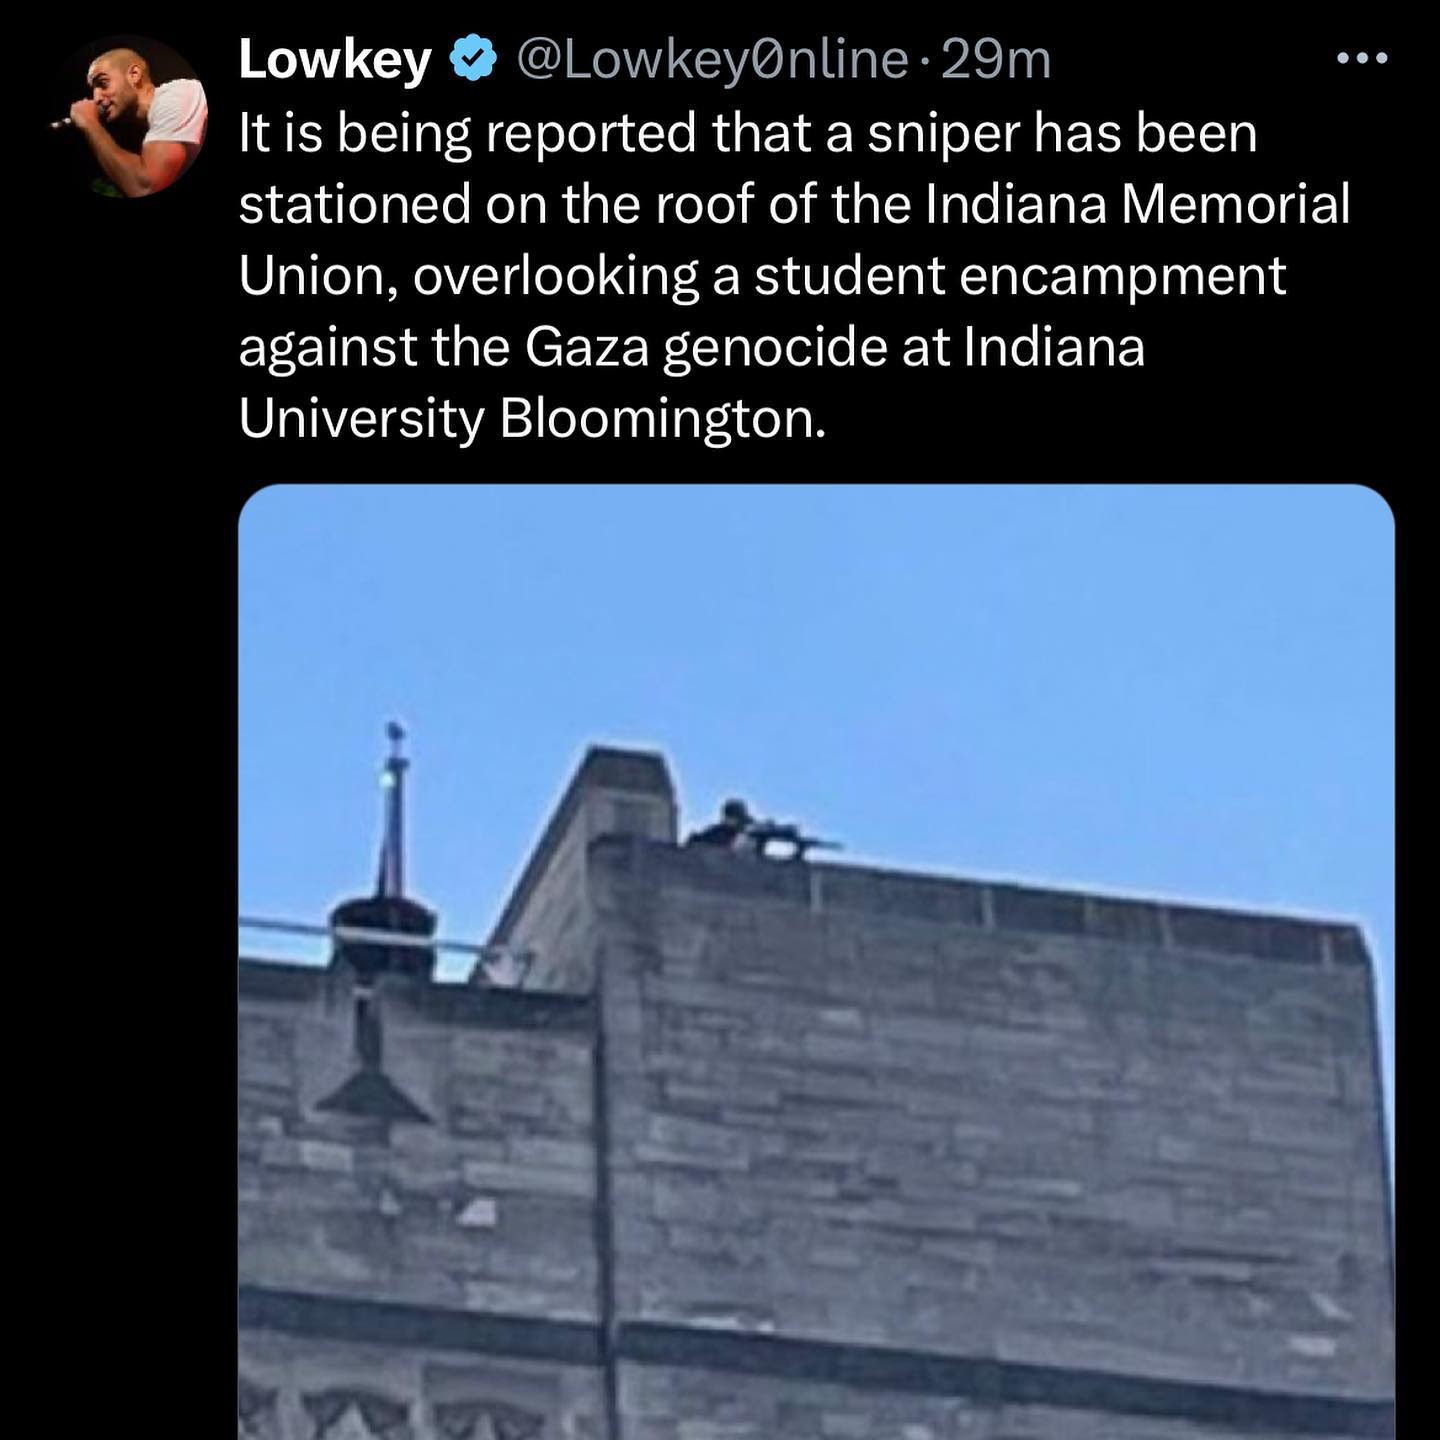 Lowkey @Lowkey0nline · 29m
It is being reported that a sniper has been
stationed on the roof of the Indiana Memorial
Union, overlooking a student encampment
against the Gaza genocide at Indiana
University Bloomington.